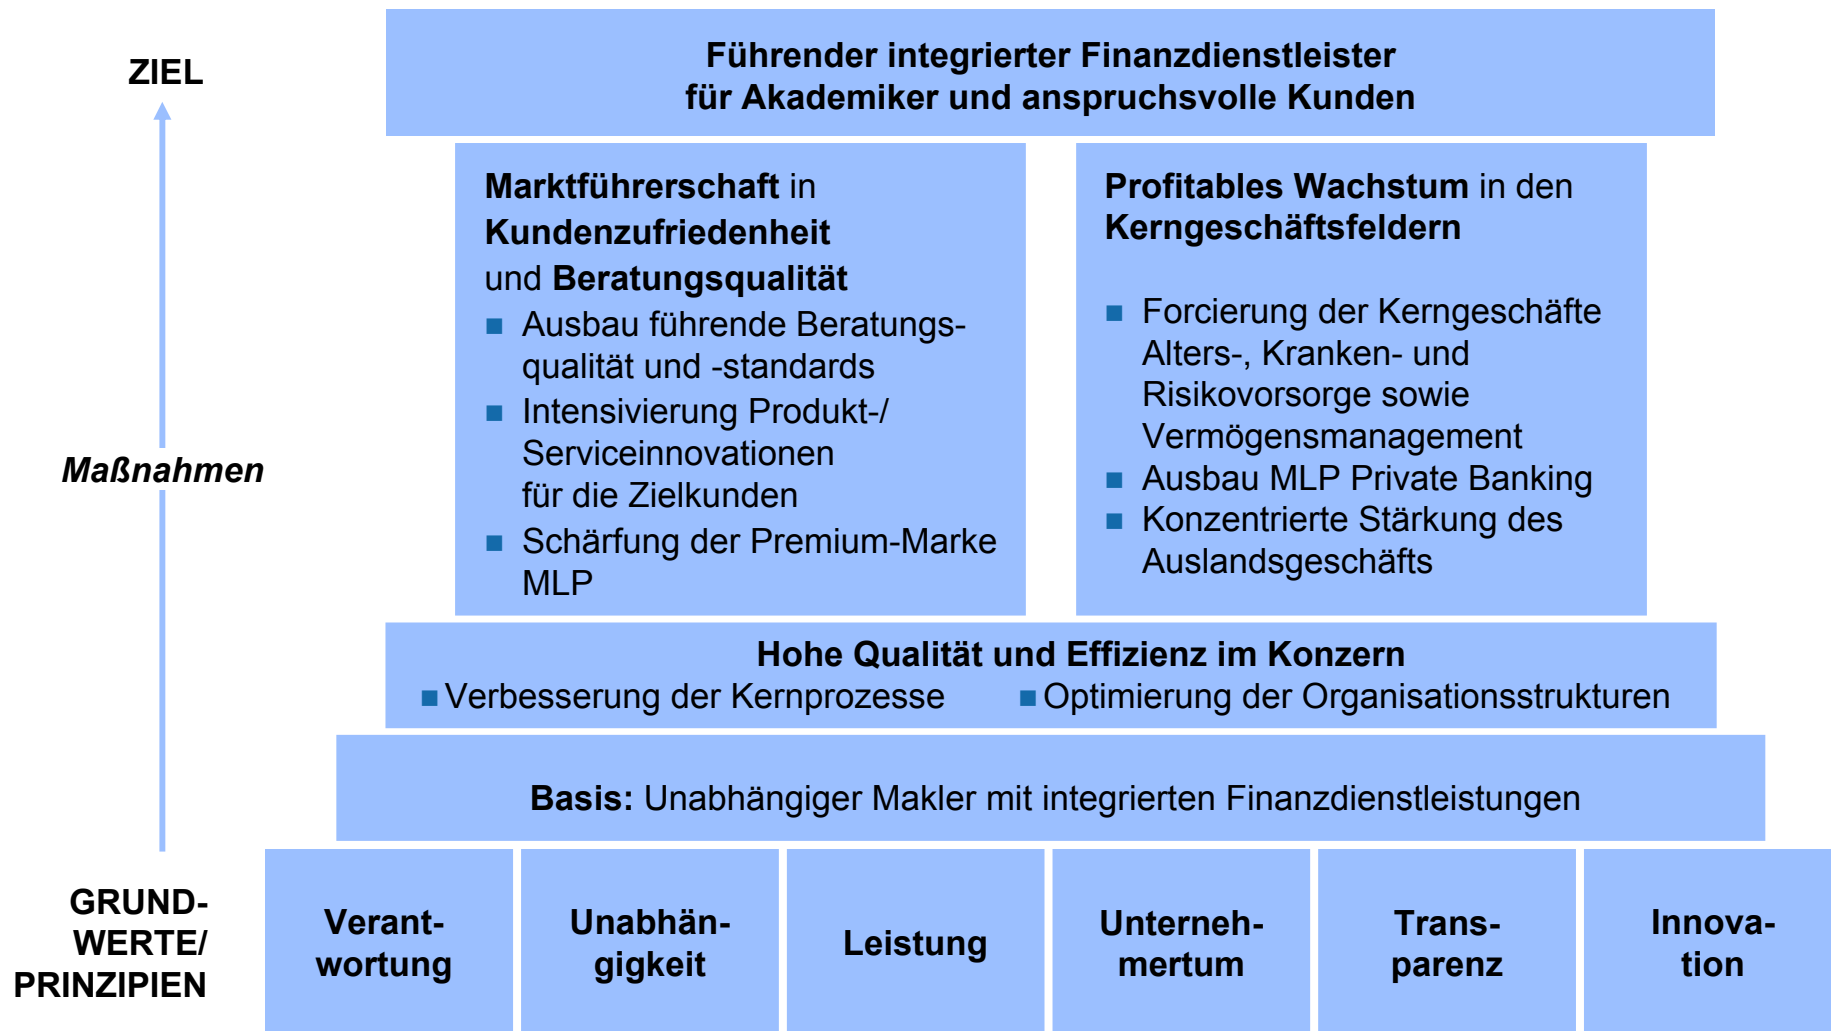 ZIEL
Führender integrierter Finanzdienstleister
für Akademiker und anspruchsvolle Kunden
Maßnahmen
Marktführerschaft in
Kundenzufriedenheit
und Beratungsqualität
■ Ausbau führende Beratungs-
qualität und -standards
■ Intensivierung Produkt-/
Serviceinnovationen
für die Zielkunden
■ Schärfung der Premium-Marke
MLP
Profitables Wachstum in den
Kerngeschäftsfeldern
■ Forcierung der Kerngeschäfte
Alters-, Kranken- und
Risikovorsorge sowie
Vermögensmanagement
■ Ausbau MLP Private Banking
■ Konzentrierte Stärkung des
Auslandsgeschäfts
Hohe Qualität und Effizienz im Konzern
■ Verbesserung der Kernprozesse ■ Optimierung der Organisationsstrukturen
Basis: Unabhängiger Makler mit integrierten Finanzdienstleistungen
GRUND-
WERTE/
PRINZIPIEN
Verant-
wortung
Unabhän-
gigkeit
Leistung
Unterneh-
mertum
Trans-
parenz
Innova-
tion